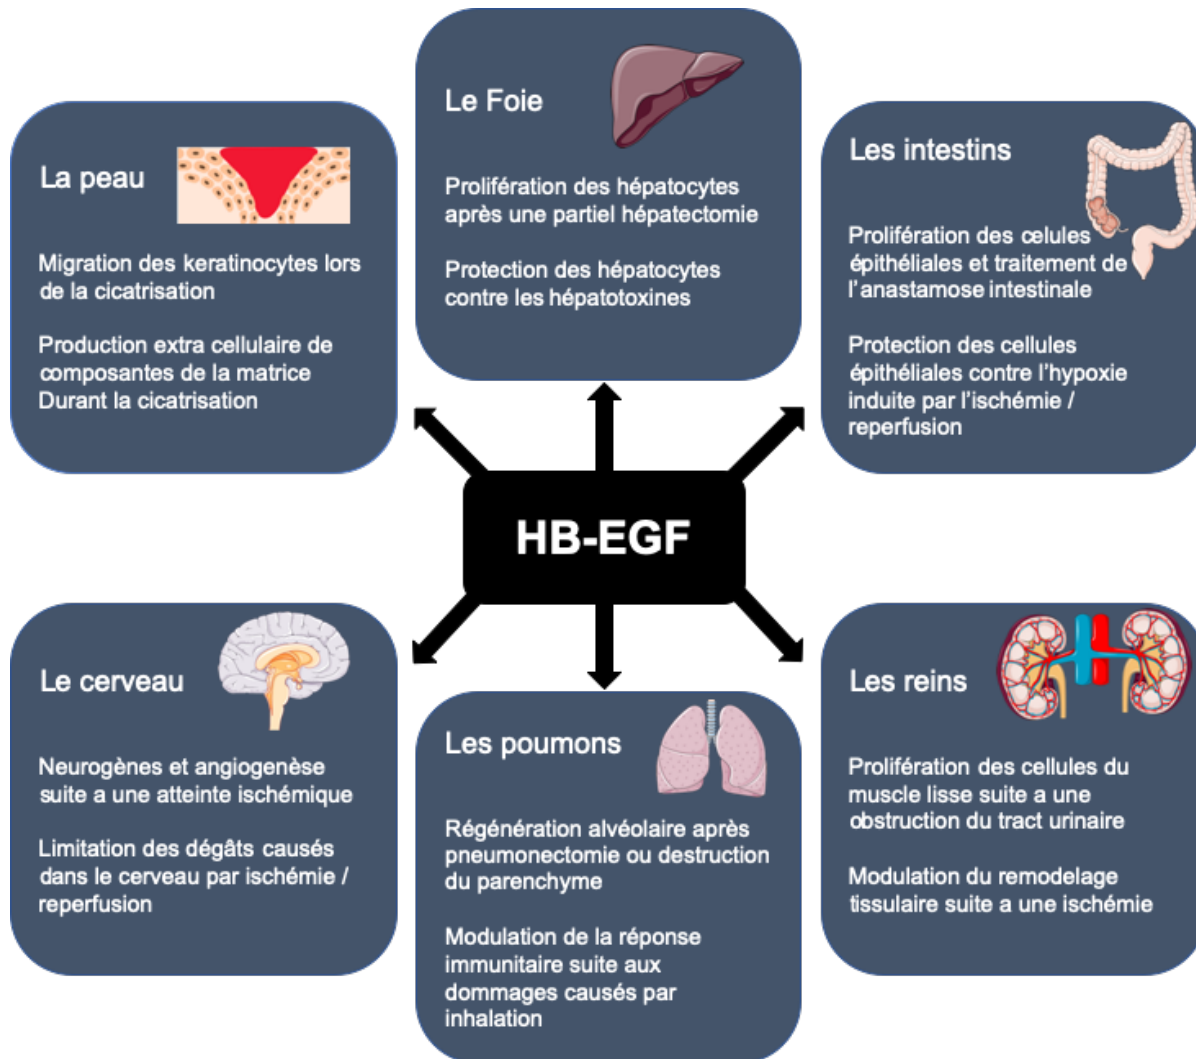 La peau
Migration des keratinocytes lors
de la cicatrisation
Production extra cellulaire de
composantes de la matrice
Durant la cicatrisation
Le Foie
Prolifération des hépatocytes
après une partiel hépatectomie
Protection des hépatocytes
contre les hépatotoxines
Les intestins
Prolifération des celules
épithéliales et traitement de
l'anastamose intestinale
Protection des cellules
épithéliales contre l'hypoxie
induite par l'ischémie /
reperfusion
HB-EGF
Le cerveau
Neurogènes et angiogenèse
suite a une atteinte ischémique
Limitation des dégâts causés
dans le cerveau par ischémie /
reperfusion
Les poumons
Régénération alvéolaire après
pneumonectomie ou destruction
du parenchyme
Modulation de la réponse
immunitaire suite aux
dommages causés par
inhalation
Les reins
Prolifération des cellules du
muscle lisse suite a une
obstruction du tract urinaire
Modulation du remodelage
tissulaire suite a une ischémie